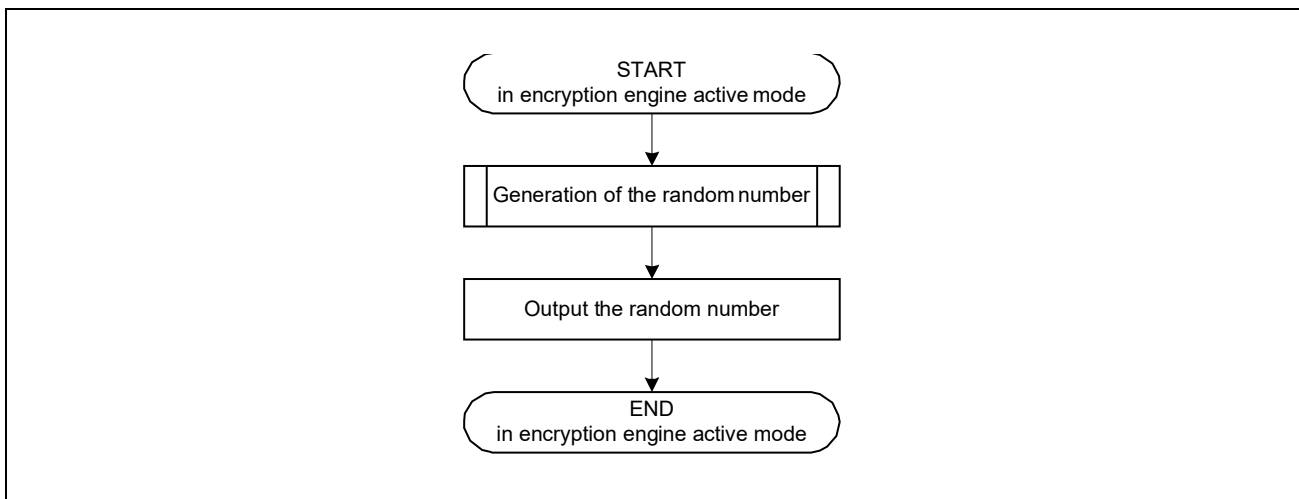 START
in encryption engine active mode
Generation of the random number
Output the random number
END
in encryption engine active mode